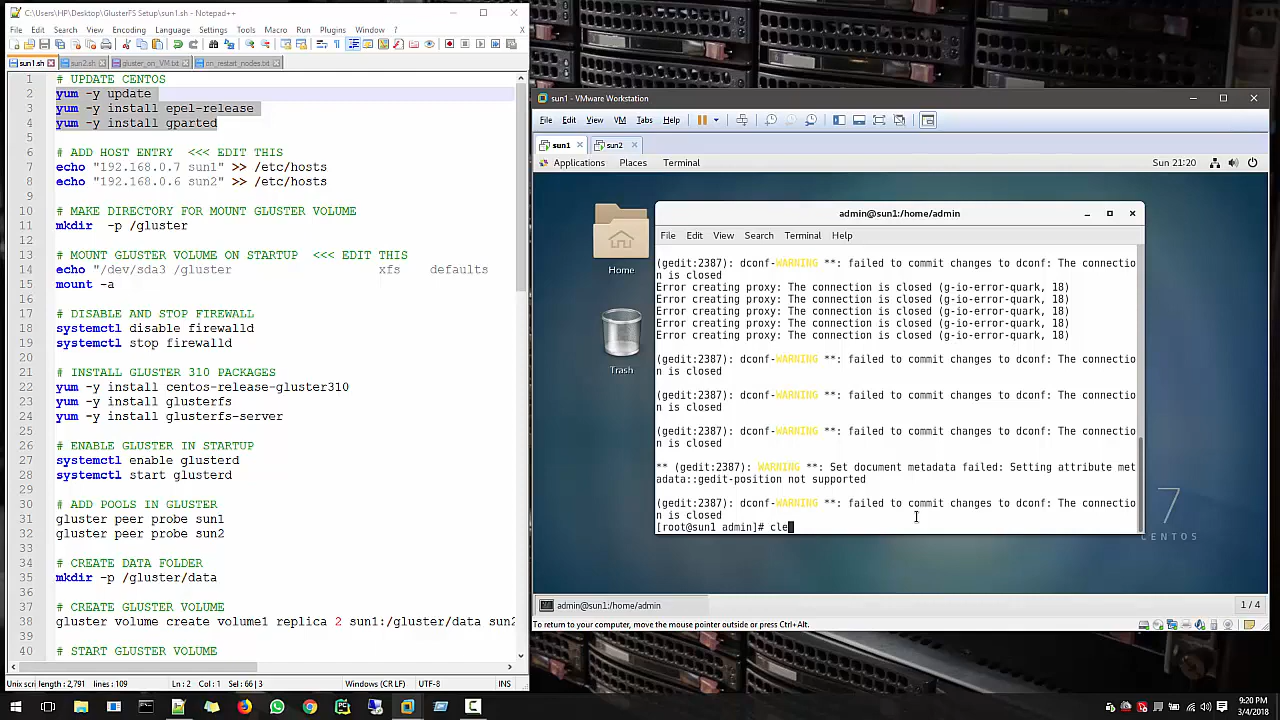 C:\Users\HP\Desktop\GlusterFS Setup\sun1.sh - Notepad++
File Edit Search View Encoding Language Settings Tools Macro Run Plugins Window ? X
sun1.sh sun2.sh gluster_on_VM.txt on_restart_nodes.txt
1 # UPDATE CENTOS
2 yum -y update
3 yum -y install epel-release
4 yum -y install gparted
5
6 # ADD HOST ENTRY <<< EDIT THIS
7 echo "192.168.0.7 sun1" >> /etc/hosts
8 echo "192.168.0.6 sun2" >> /etc/hosts
9
10 # MAKE DIRECTORY FOR MOUNT GLUSTER VOLUME
11 mkdir -p /gluster
12
13 # MOUNT GLUSTER VOLUME ON STARTUP <<< EDIT THIS
14 echo "/dev/sda3 /gluster xfs defaults
15 mount -a
16
17 # DISABLE AND STOP FIREWALL
18 systemctl disable firewalld
19 systemctl stop firewalld
20
21 # INSTALL GLUSTER 310 PACKAGES
22 yum -y install centos-release-gluster310
23 yum -y install glusterfs
24 yum -y install glusterfs-server
25
26 # ENABLE GLUSTER IN STARTUP
27 systemctl enable glusterd
28 systemctl start glusterd
29
30 # ADD POOLS IN GLUSTER
31 gluster peer probe sun1
32 gluster peer probe sun2
33
34 # CREATE DATA FOLDER
35 mkdir -p /gluster/data
36
37 # CREATE GLUSTER VOLUME
38 gluster volume create volume1 replica 2 sun1:/gluster/data sun2
39
40 # START GLUSTER VOLUME
Unix script length : 2,791 lines : 109 Ln : 2 Col : 1 Sel : 66 | 3 Windows (CR LF) UTF-8 INS
sun1 - VMware Workstation
File Edit View VM Tabs Help
sun1 sun2
Applications Places Terminal Sun 21:20
Home
Trash
admin@sun1:/home/admin
File Edit View Search Terminal Help
(gedit:2387): dconf-WARNING **: failed to commit changes to dconf: The connectio
n is closed
Error creating proxy: The connection is closed (g-io-error-quark, 18)
Error creating proxy: The connection is closed (g-io-error-quark, 18)
Error creating proxy: The connection is closed (g-io-error-quark, 18)
Error creating proxy: The connection is closed (g-io-error-quark, 18)
Error creating proxy: The connection is closed (g-io-error-quark, 18)
(gedit:2387): dconf-WARNING **: failed to commit changes to dconf: The connectio
n is closed
(gedit:2387): dconf-WARNING **: failed to commit changes to dconf: The connectio
n is closed
(gedit:2387): dconf-WARNING **: failed to commit changes to dconf: The connectio
n is closed
** (gedit:2387): WARNING **: Set document metadata failed: Setting attribute met
adata::gedit-position not supported
(gedit:2387): dconf-WARNING **: failed to commit changes to dconf: The connectio
n is closed
[root@sun1 admin]# cle
7
CENTOS
admin@sun1:/home/admin 1 / 4
To return to your computer, move the mouse pointer outside or press Ctrl+Alt.
9:20 PM
3/4/2018